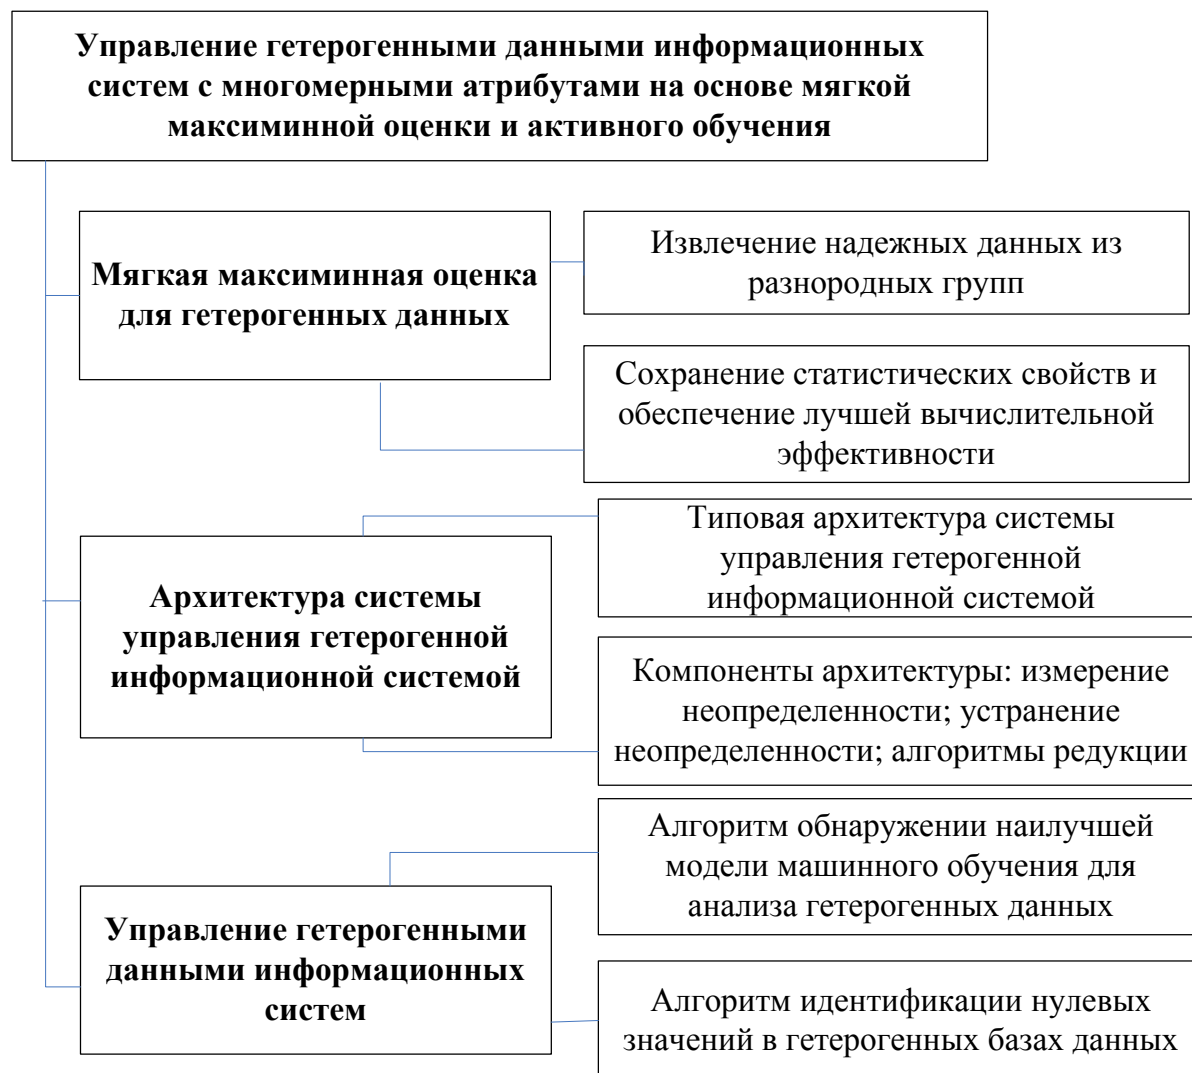 Управление гетерогенными данными информационных
систем с многомерными атрибутами на основе мягкой
максиминной оценки и активного обучения
Мягкая максиминная оценка
для гетерогенных данных
Извлечение надежных данных из
разнородных групп
Сохранение статистических свойств и
обеспечение лучшей вычислительной
эффективности
Архитектура системы
управления гетерогенной
информационной системой
Типовая архитектура системы
управления гетерогенной
информационной системой
Компоненты архитектуры: измерение
неопределенности; устранение
неопределенности; алгоритмы редукции
Управление гетерогенными
данными информационных
систем
Алгоритм обнаружении наилучшей
модели машинного обучения для
анализа гетерогенных данных
Алгоритм идентификации нулевых
значений в гетерогенных базах данных